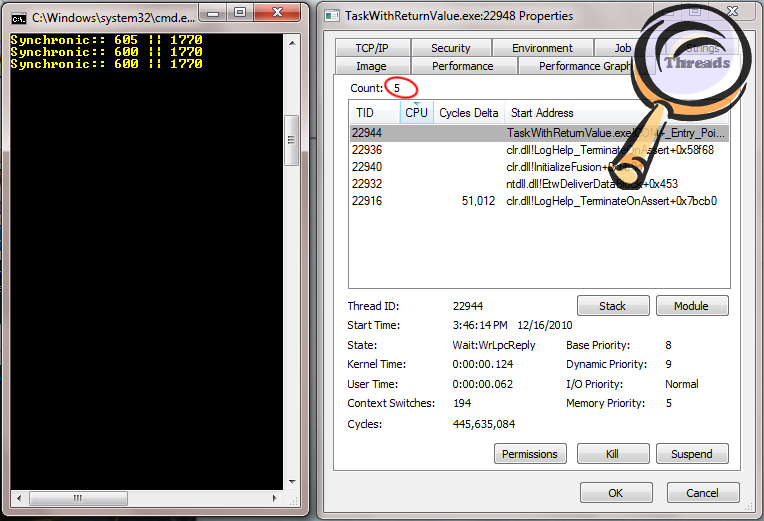 C:\Windows\system32\cmd.e...
Synchronic:: 605 || 1770
Synchronic:: 600 || 1770
Synchronic:: 600 || 1770
TaskWithReturnValue.exe:22948 Properties
TCP/IP Security Environment Job Strings
Image Performance Performance Graph Threads
Count: 5
TID CPU Cycles Delta Start Address
22944 TaskWithReturnValue.exe!COM+_Entry_Poi...
22936 clr.dll!LogHelp_TerminateOnAssert+0x58f68
22940 clr.dll!InitializeFusion+
22932 ntdll.dll!EtwDeliverDataBlock+0x453
22916 51,012 clr.dll!LogHelp_TerminateOnAssert+0x7bcb0
Thread ID: 22944 Stack Module
Start Time: 3:46:14 PM 12/16/2010
State: Wait:WrLpcReply Base Priority: 8
Kernel Time: 0:00:00.124 Dynamic Priority: 9
User Time: 0:00:00.062 I/O Priority: Normal
Context Switches: 194 Memory Priority: 5
Cycles: 445,635,084
Permissions Kill Suspend
OK Cancel